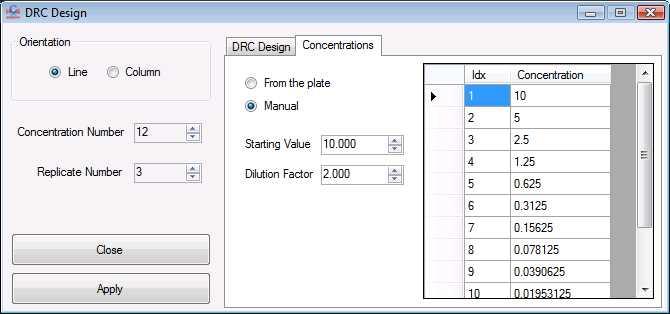 DRC Design
Orientation
Line
Column
Concentration Number 12
Replicate Number 3
Close
Apply
DRC Design
Concentrations
From the plate
Manual
Starting Value 10.000
Dilution Factor 2.000
Idx Concentration
1 10
2 5
3 2.5
4 1.25
5 0.625
6 0.3125
7 0.15625
8 0.078125
9 0.0390625
10 0.01953125